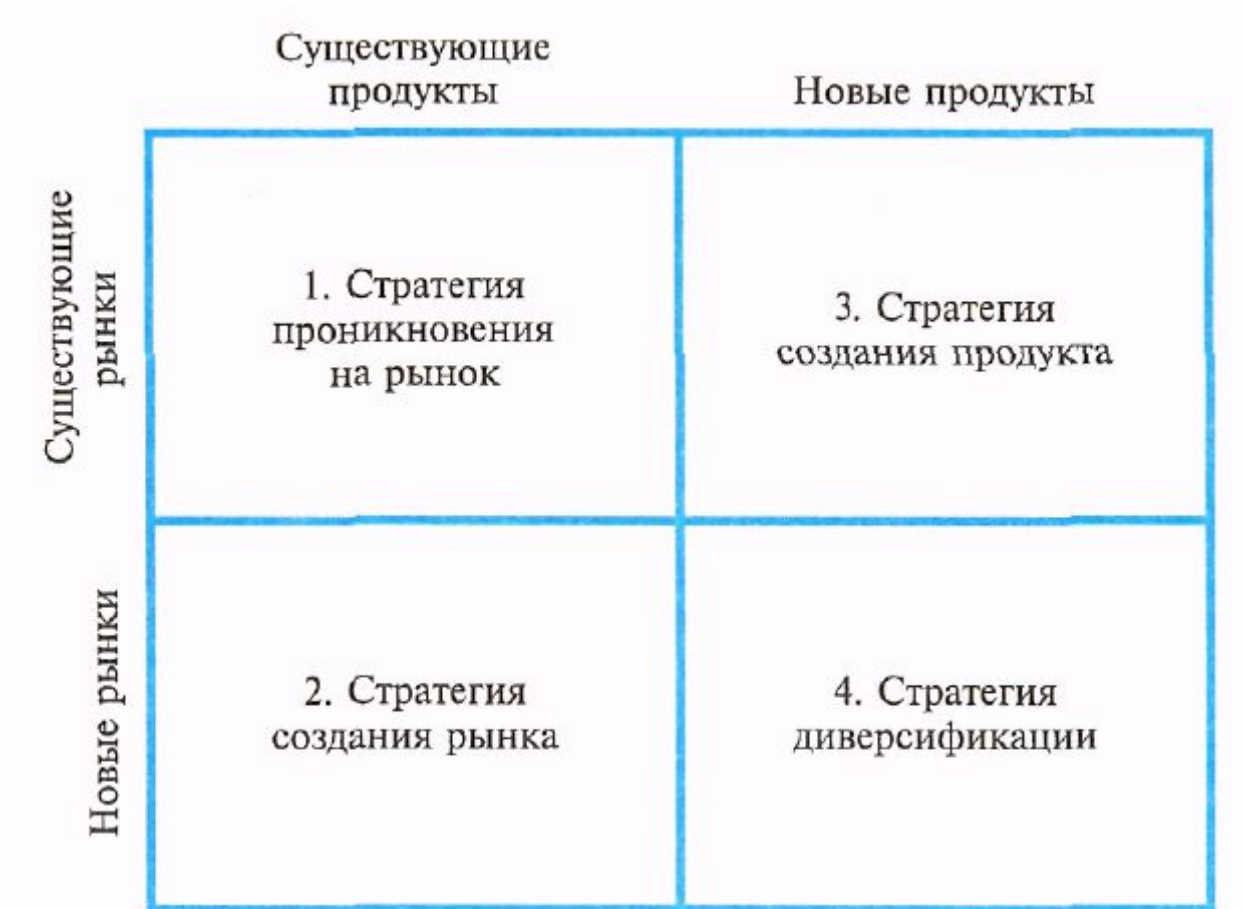 Существующие
продукты
Новые продукты
Существующие
рынки
1. Стратегия
проникновения
на рынок
3. Стратегия
создания продукта
Новые рынки
2. Стратегия
создания рынка
4. Стратегия
диверсификации